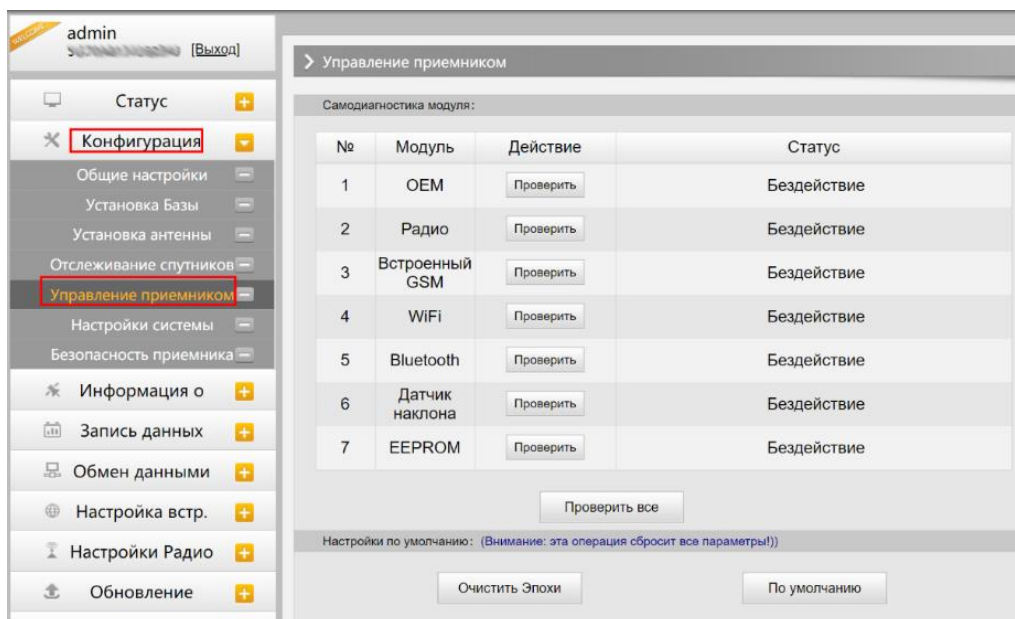 WELCOME
admin
[Выход]
Статус
Конфигурация
Общие настройки
Установка Базы
Установка антенны
Отслеживание спутников
Управление приемником
Настройки системы
Безопасность приемника
Информация о
Запись данных
Обмен данными
Настройка встр.
Настройки Радио
Обновление
Управление приемником
Самодиагностика модуля:
№ Модуль Действие Статус
1 OEM Проверить Бездействие
2 Радио Проверить Бездействие
3 Встроенный GSM Проверить Бездействие
4 WiFi Проверить Бездействие
5 Bluetooth Проверить Бездействие
6 Датчик наклона Проверить Бездействие
7 EEPROM Проверить Бездействие
Проверить все
Настройки по умолчанию: (Внимание: эта операция сбросит все параметры!))
Очистить Эпохи По умолчанию